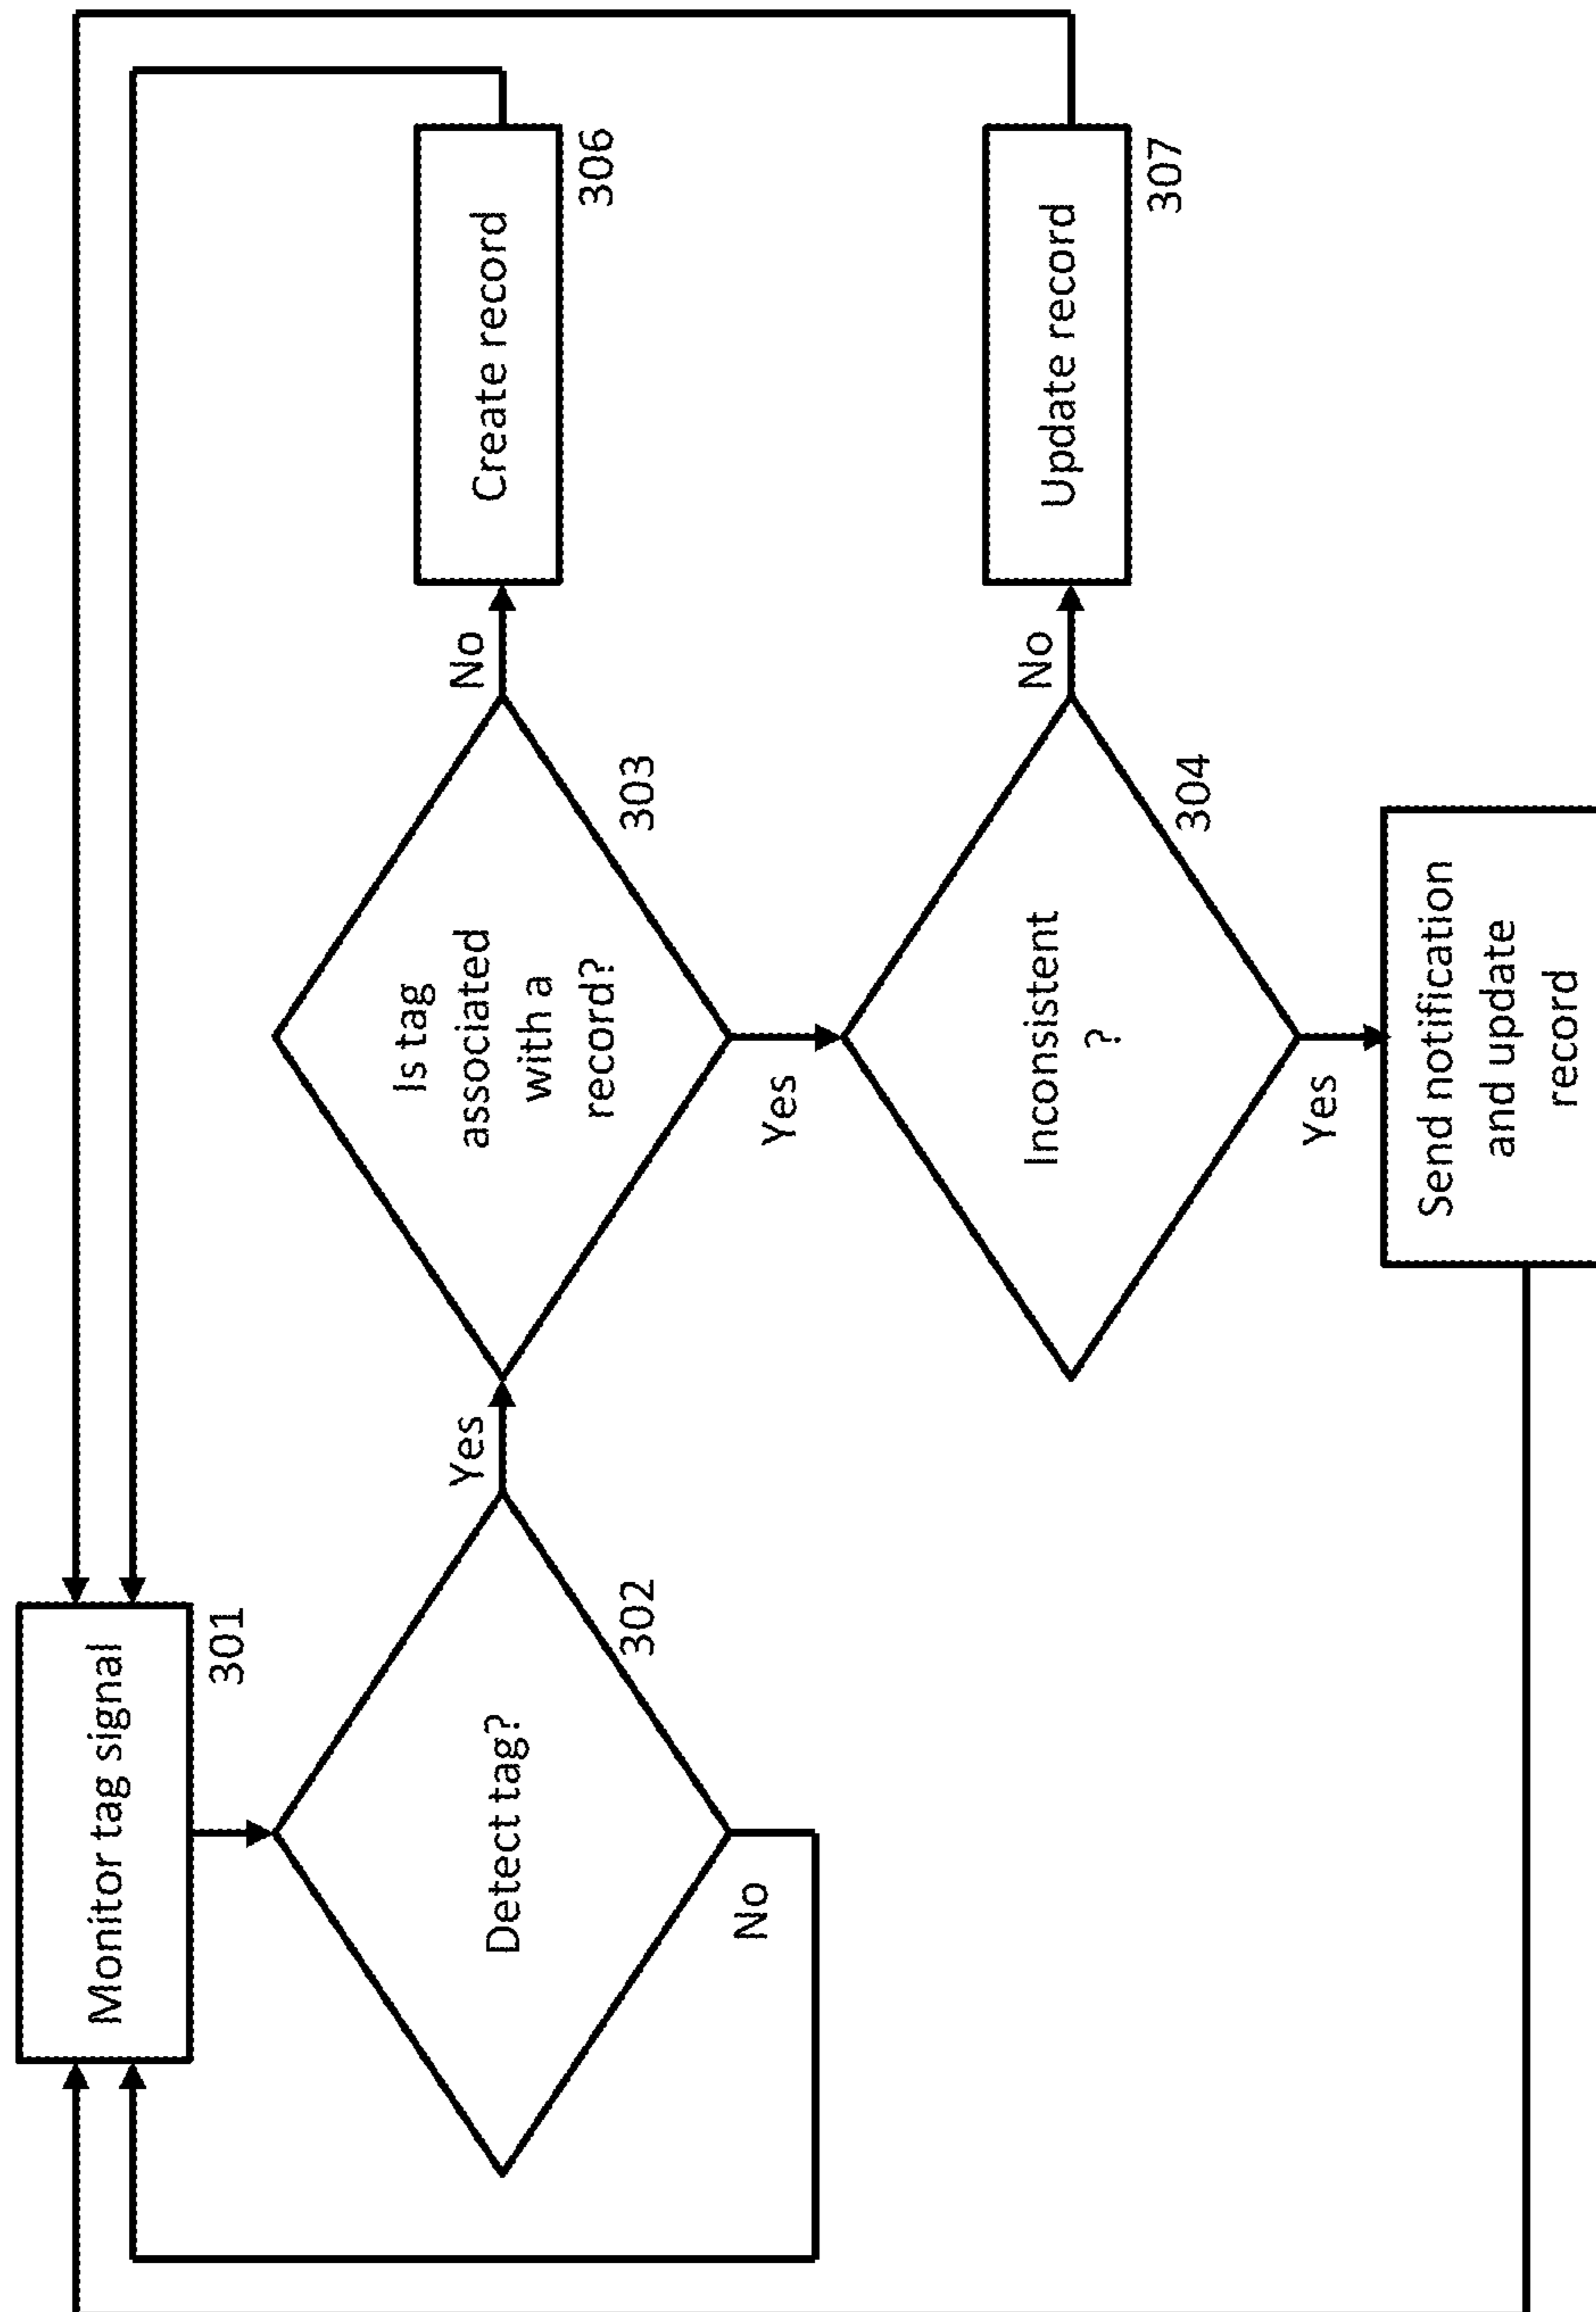 Monitor tag signal
301
Detect tag?
302
Yes
No
Is tag
associated
with a
record?
303
No
Create record
306
Yes
Inconsistent
?
304
No
Update record
307
Yes
Send notification
and update
record